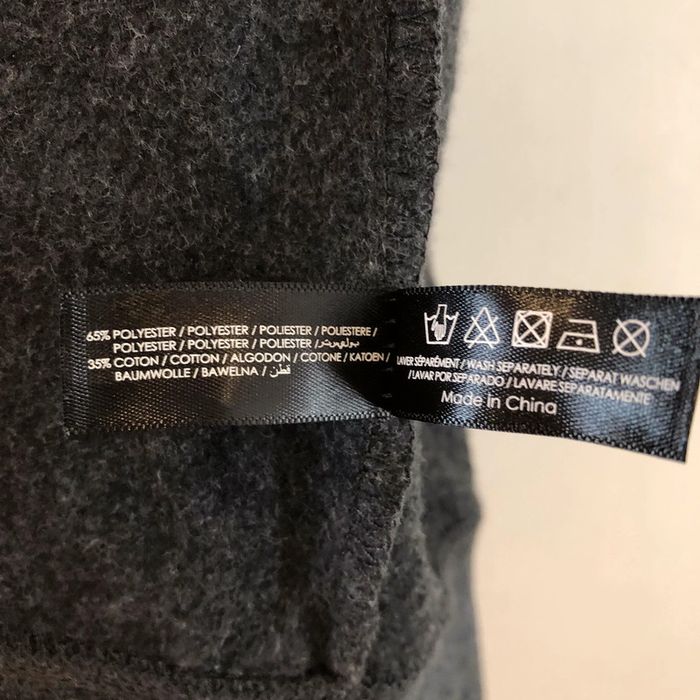 65% POLYESTER / POLYESTER / POLIESTER / POLIESTERE /
POLYESTER / POLYESTER / POLIESTER / بوليستر
35% COTON / COTTON / ALGODON / COTONE / KATOEN /
BAUMWOLLE / BAWELNA / قطن
LAVER SÉPARÉMENT / WASH SEPARATELY / SEPARAT WASCHEN
/ LAVAR POR SEPARADO / LAVARE SEPARATAMENTE
Made in China